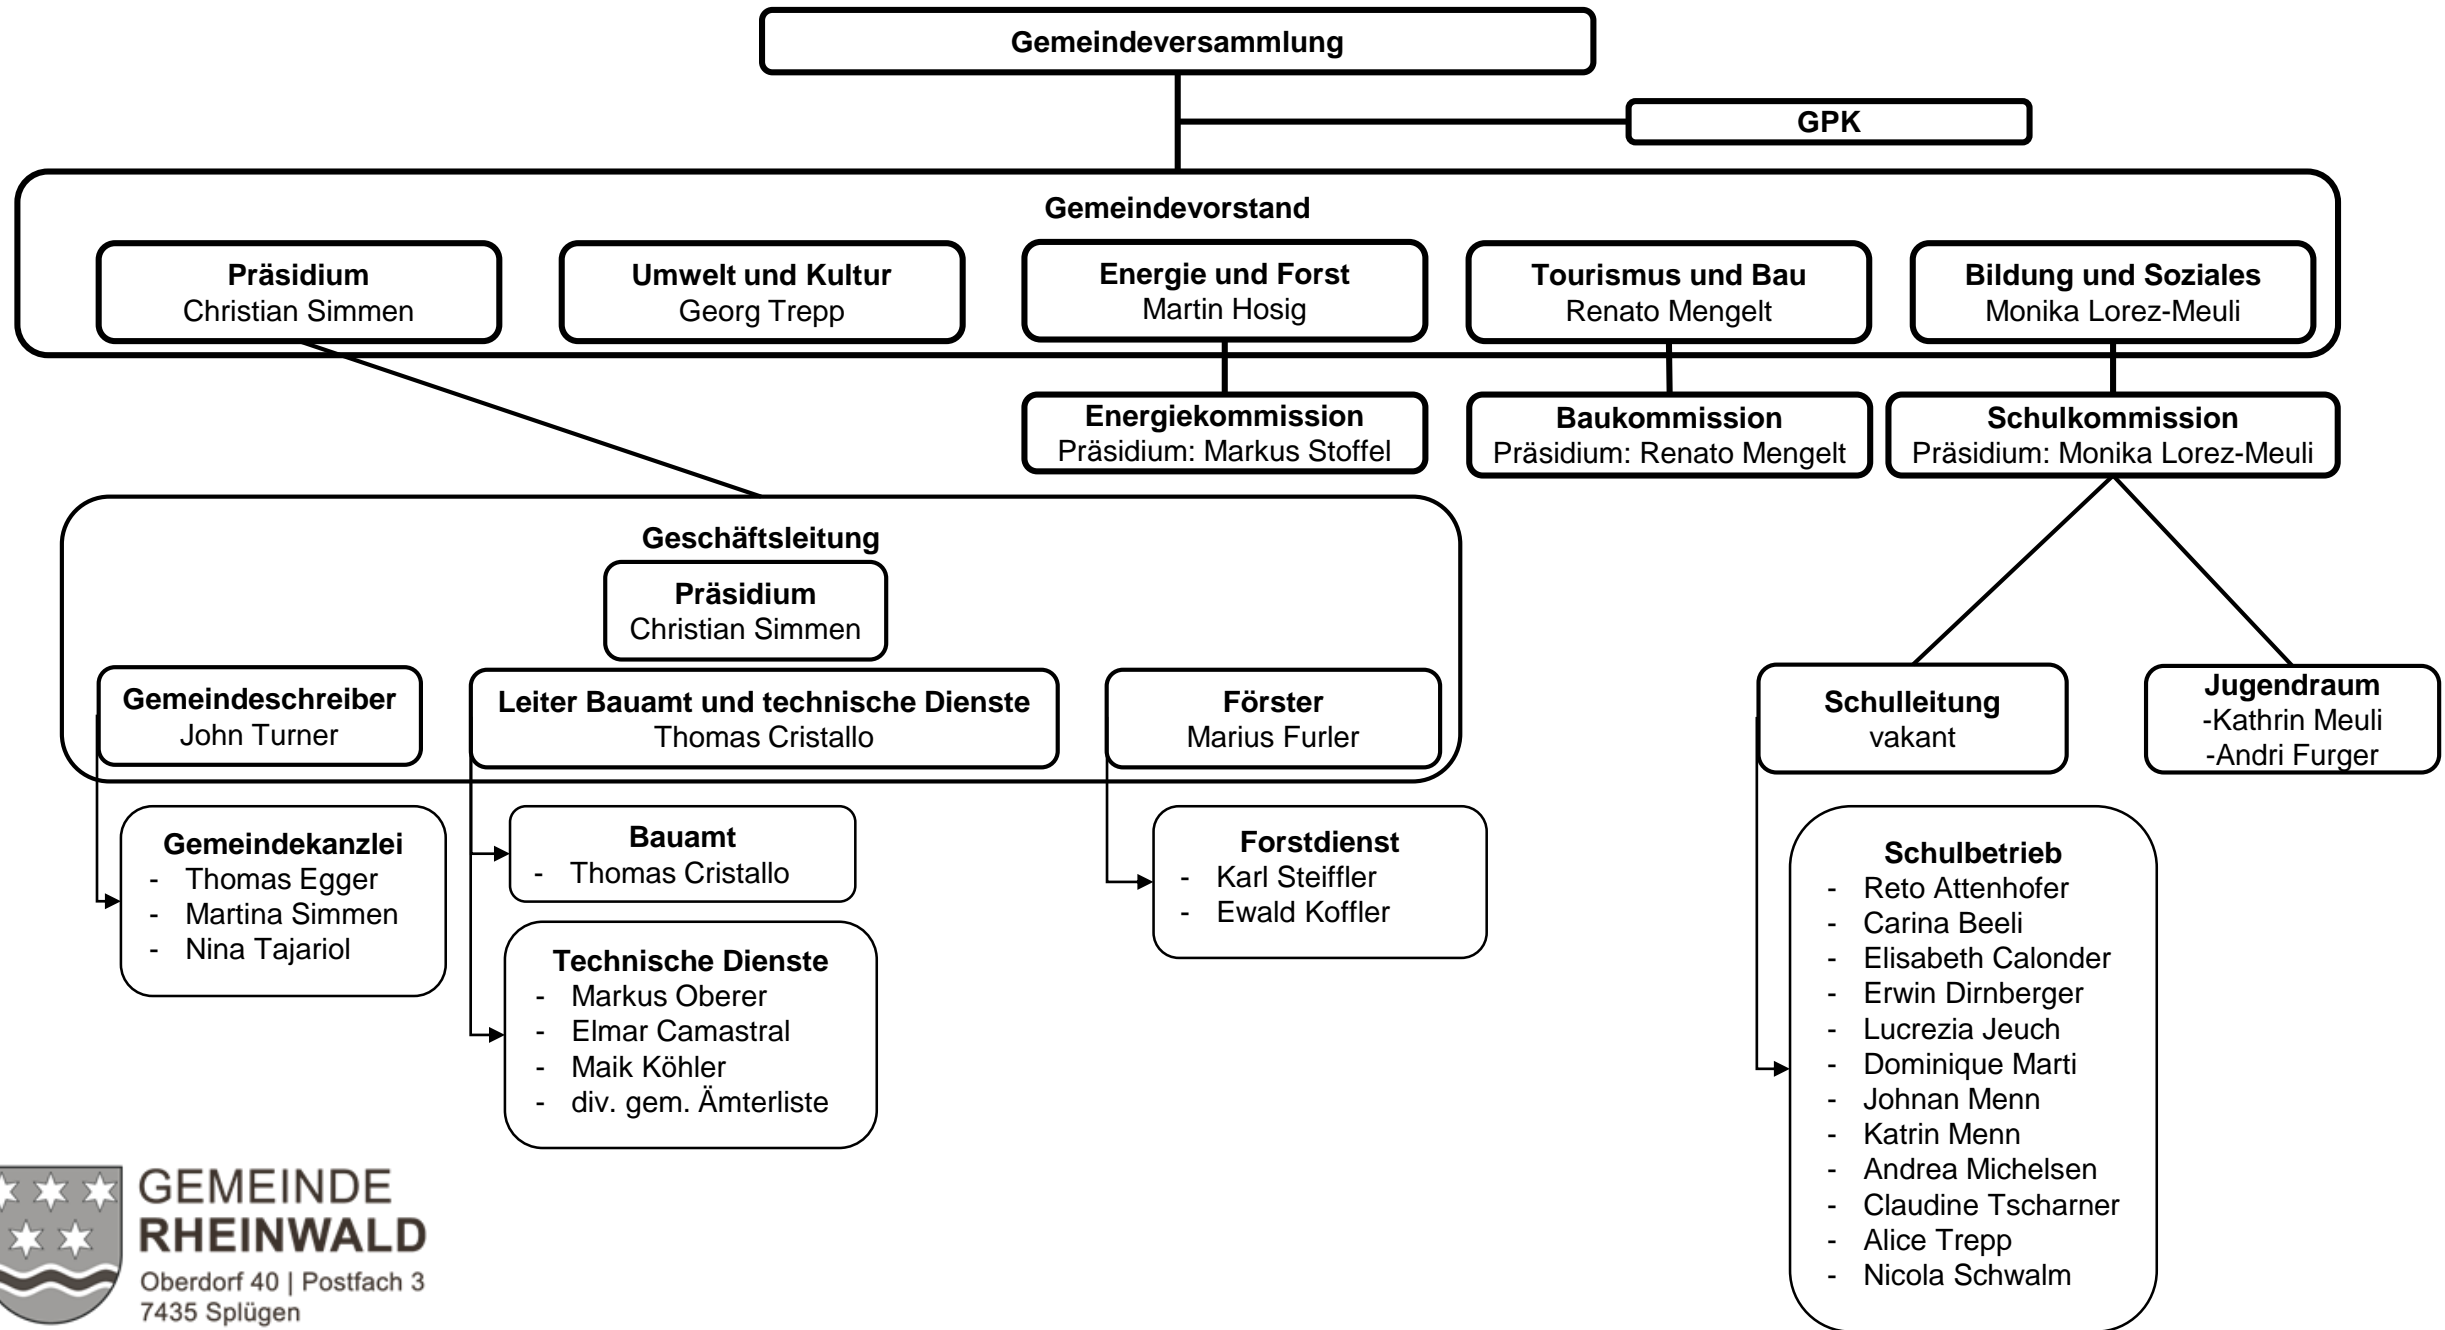 Gemeindeversammlung
GPK
Gemeindevorstand
Präsidium
Christian Simmen
Umwelt und Kultur
Georg Trepp
Energie und Forst
Martin Hosig
Tourismus und Bau
Renato Mengelt
Bildung und Soziales
Monika Lorez-Meuli
Energiekommission
Präsidium: Markus Stoffel
Baukommission
Präsidium: Renato Mengelt
Schulkommission
Präsidium: Monika Lorez-Meuli
Geschäftsleitung
Präsidium
Christian Simmen
Gemeindeschreiber
John Turner
Leiter Bauamt und technische Dienste
Thomas Cristallo
Förster
Marius Furler
Schulleitung
vakant
Jugendraum
-Kathrin Meuli
-Andri Furger
Gemeindekanzlei
- Thomas Egger
- Martina Simmen
- Nina Tajariol
Bauamt
- Thomas Cristallo
Technische Dienste
- Markus Oberer
- Elmar Camastral
- Maik Köhler
- div. gem. Ämterliste
Forstdienst
- Karl Steiffler
- Ewald Koffler
Schulbetrieb
- Reto Attenhofer
- Carina Beeli
- Elisabeth Calonder
- Erwin Dirnberger
- Lucrezia Jeuch
- Dominique Marti
- Johnan Menn
- Katrin Menn
- Andrea Michelsen
- Claudine Tscharner
- Alice Trepp
- Nicola Schwalm
GEMEINDE
RHEINWALD
Oberdorf 40 | Postfach 3
7435 Splügen